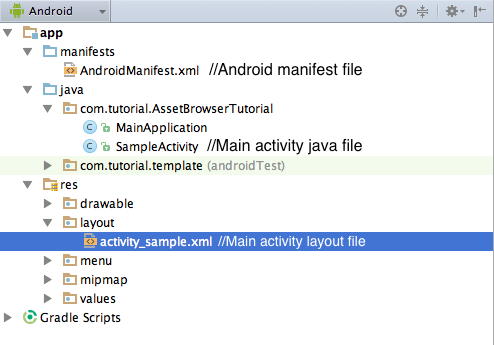 Android
app
manifests
AndroidManifest.xml //Android manifest file
java
com.tutorial.AssetBrowserTutorial
MainApplication
SampleActivity //Main activity java file
com.tutorial.template (androidTest)
res
drawable
layout
activity_sample.xml //Main activity layout file
menu
mipmap
values
Gradle Scripts